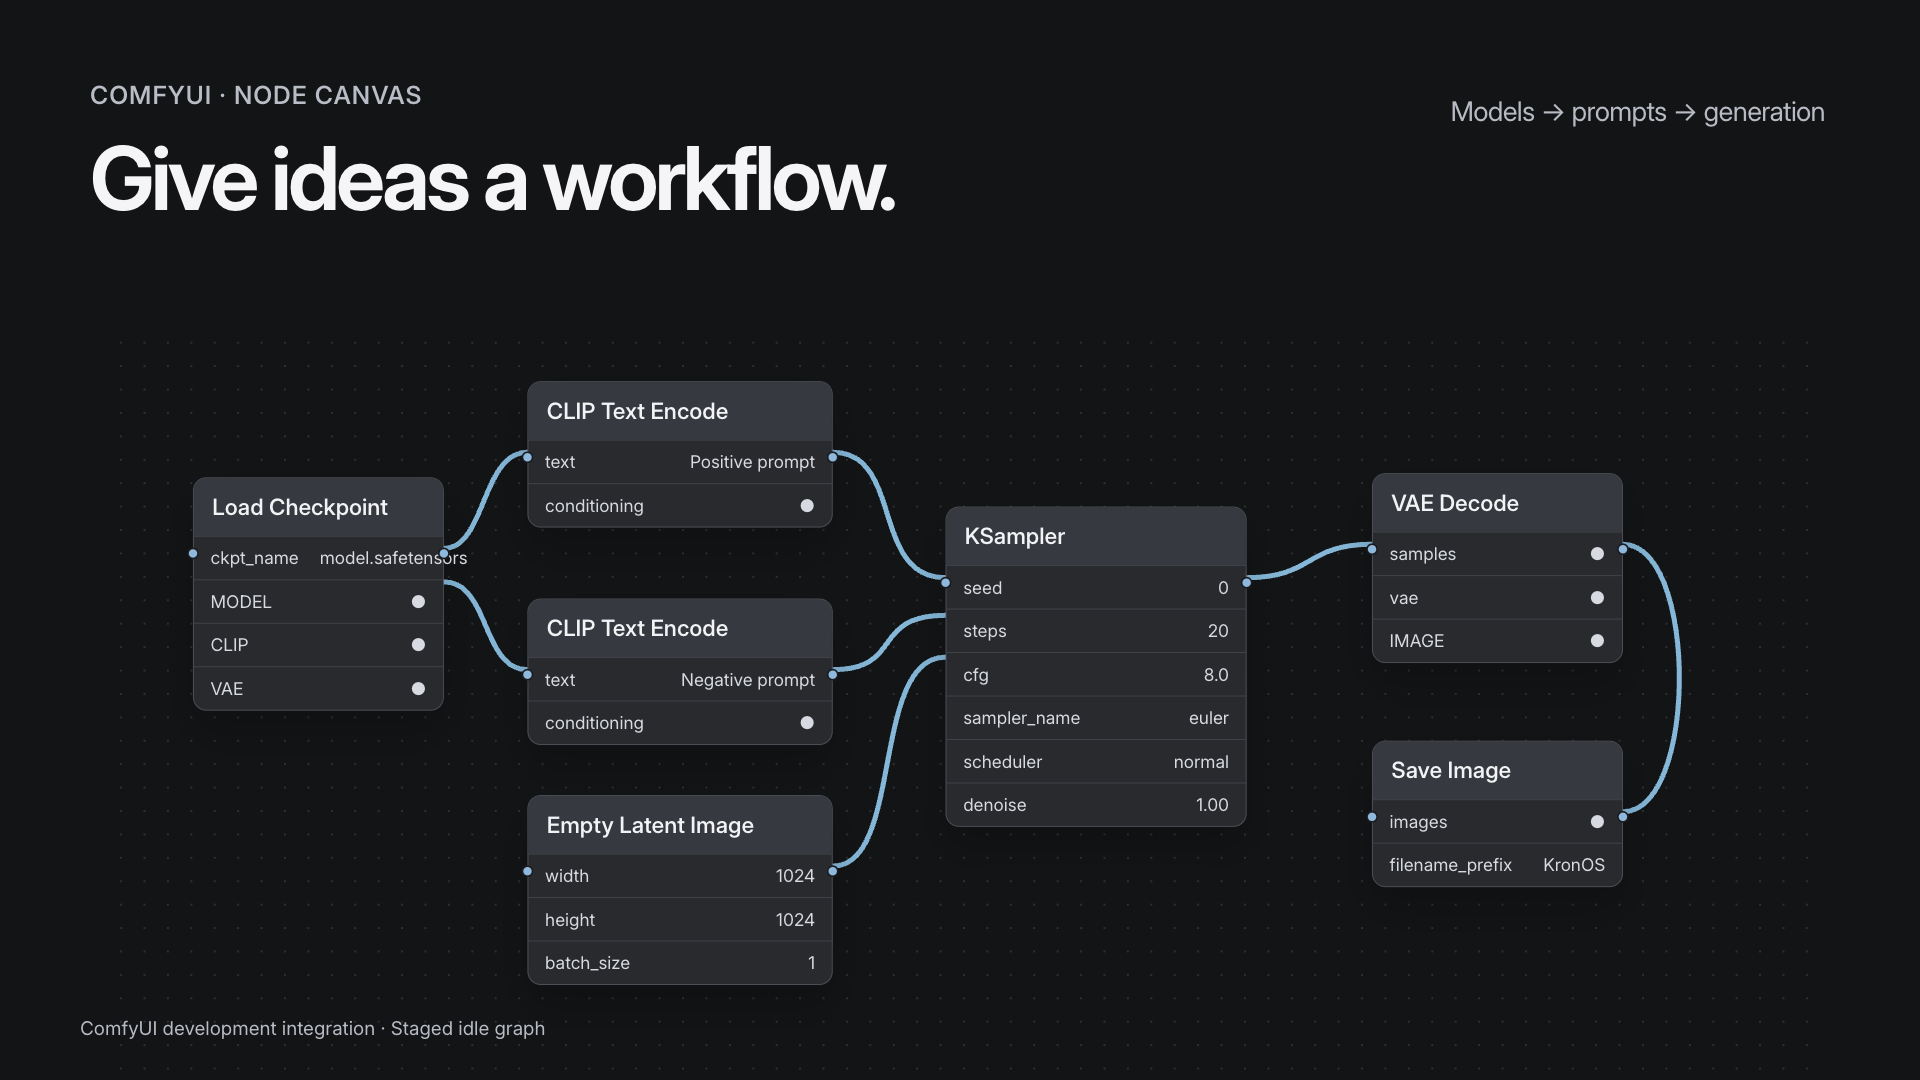 COMFYUI · NODE CANVAS
Models → prompts → generation
Give ideas a workflow.
Load Checkpoint
ckpt_name model.safetensors
MODEL
CLIP
VAE
CLIP Text Encode
text Positive prompt
conditioning
CLIP Text Encode
text Negative prompt
conditioning
Empty Latent Image
width 1024
height 1024
batch_size 1
KSampler
seed 0
steps 20
cfg 8.0
sampler_name euler
scheduler normal
denoise 1.00
VAE Decode
samples
vae
IMAGE
Save Image
images
filename_prefix KronOS
ComfyUI development integration · Staged idle graph